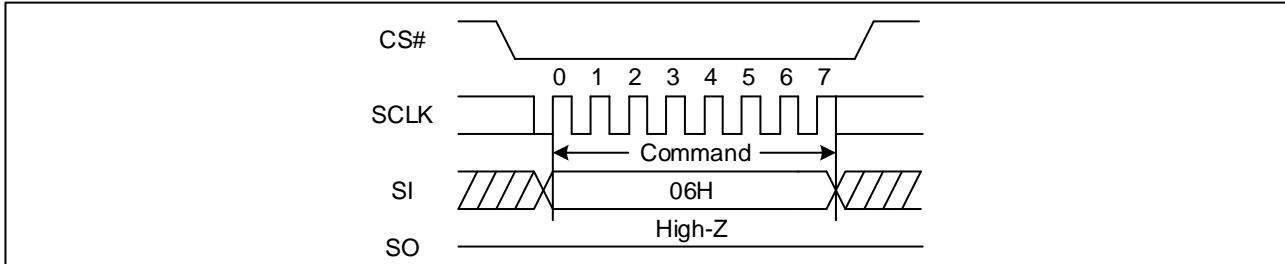 CS#
0 1 2 3 4 5 6 7
SCLK
Command
SI
06H
High-Z
SO